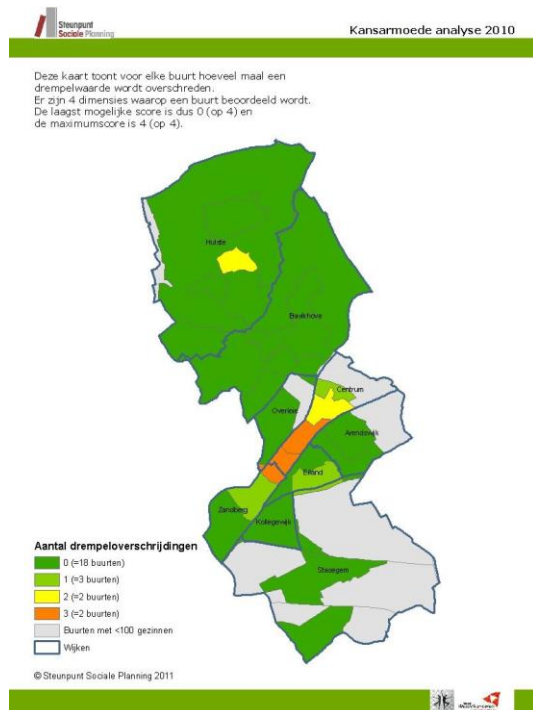 Steunpunt
Sociale Planning
Kansarmoede analyse 2010
Deze kaart toont voor elke buurt hoeveel maal een
drempelwaarde wordt overschreden.
Er zijn 4 dimensies waarop een buurt beoordeeld wordt.
De laagst mogelijke score is dus 0 (op 4) en
de maximumscore is 4 (op 4).
Hulste
Bavikhove
Centrum
Overleie
Arendswijk
Eiland
Zandberg
Kollegewijk
Stasegem
Aantal drempeloverschrijdingen
0 (=18 buurten)
1 (=3 buurten)
2 (=2 buurten)
3 (=2 buurten)
Buurten met <100 gezinnen
Wijken
© Steunpunt Sociale Planning 2011